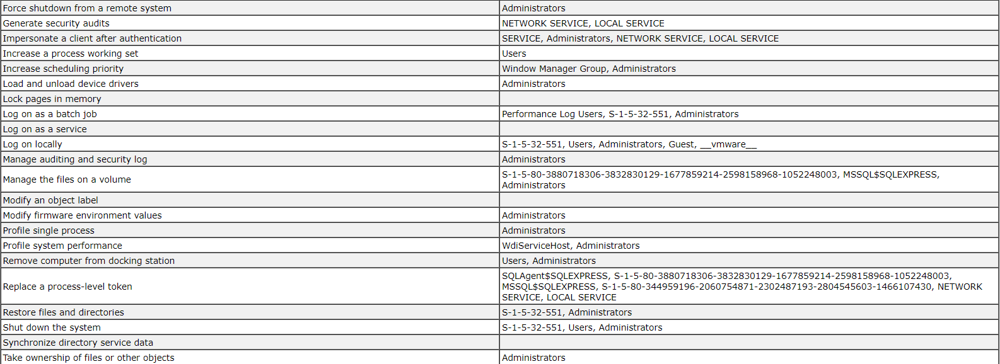 Force shutdown from a remote system Administrators
Generate security audits NETWORK SERVICE, LOCAL SERVICE
Impersonate a client after authentication SERVICE, Administrators, NETWORK SERVICE, LOCAL SERVICE
Increase a process working set Users
Increase scheduling priority Window Manager Group, Administrators
Load and unload device drivers Administrators
Lock pages in memory
Log on as a batch job Performance Log Users, S-1-5-32-551, Administrators
Log on as a service
Log on locally S-1-5-32-551, Users, Administrators, Guest, __vmware__
Manage auditing and security log Administrators
Manage the files on a volume S-1-5-80-3880718306-3832830129-1677859214-2598158968-1052248003, MSSQL$SQLEXPRESS,
Administrators
Modify an object label
Modify firmware environment values Administrators
Profile single process Administrators
Profile system performance WdiServiceHost, Administrators
Remove computer from docking station Users, Administrators
Replace a process-level token SQLAgent$SQLEXPRESS, S-1-5-80-3880718306-3832830129-1677859214-2598158968-1052248003,
MSSQL$SQLEXPRESS, S-1-5-80-344959196-2060754871-2302487193-2804545603-1466107430, NETWORK
SERVICE, LOCAL SERVICE
Restore files and directories S-1-5-32-551, Administrators
Shut down the system S-1-5-32-551, Users, Administrators
Synchronize directory service data
Take ownership of files or other objects Administrators